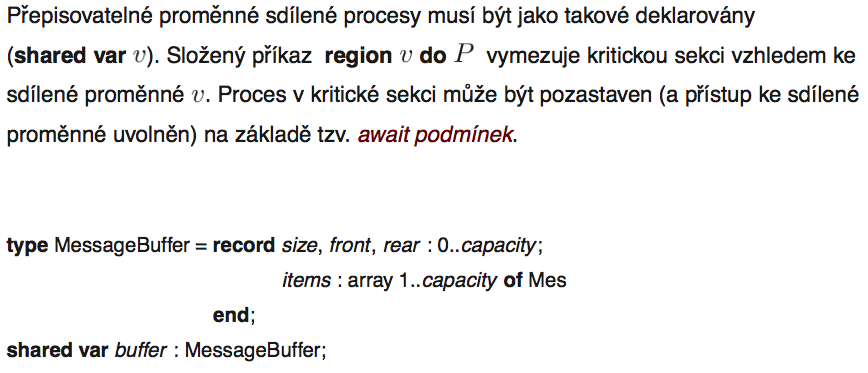 Přepisovatelné proměnné sdílené procesy musí být jako takové deklarovány
(shared var v). Složený příkaz region v do P vymezuje kritickou sekci vzhledem ke
sdílené proměnné v. Proces v kritické sekci může být pozastaven (a přístup ke sdílené
proměnné uvolněn) na základě tzv. await podmínek.
type MessageBuffer = record size, front, rear : 0..capacity;
items : array 1..capacity of Mes
end;
shared var buffer : MessageBuffer;